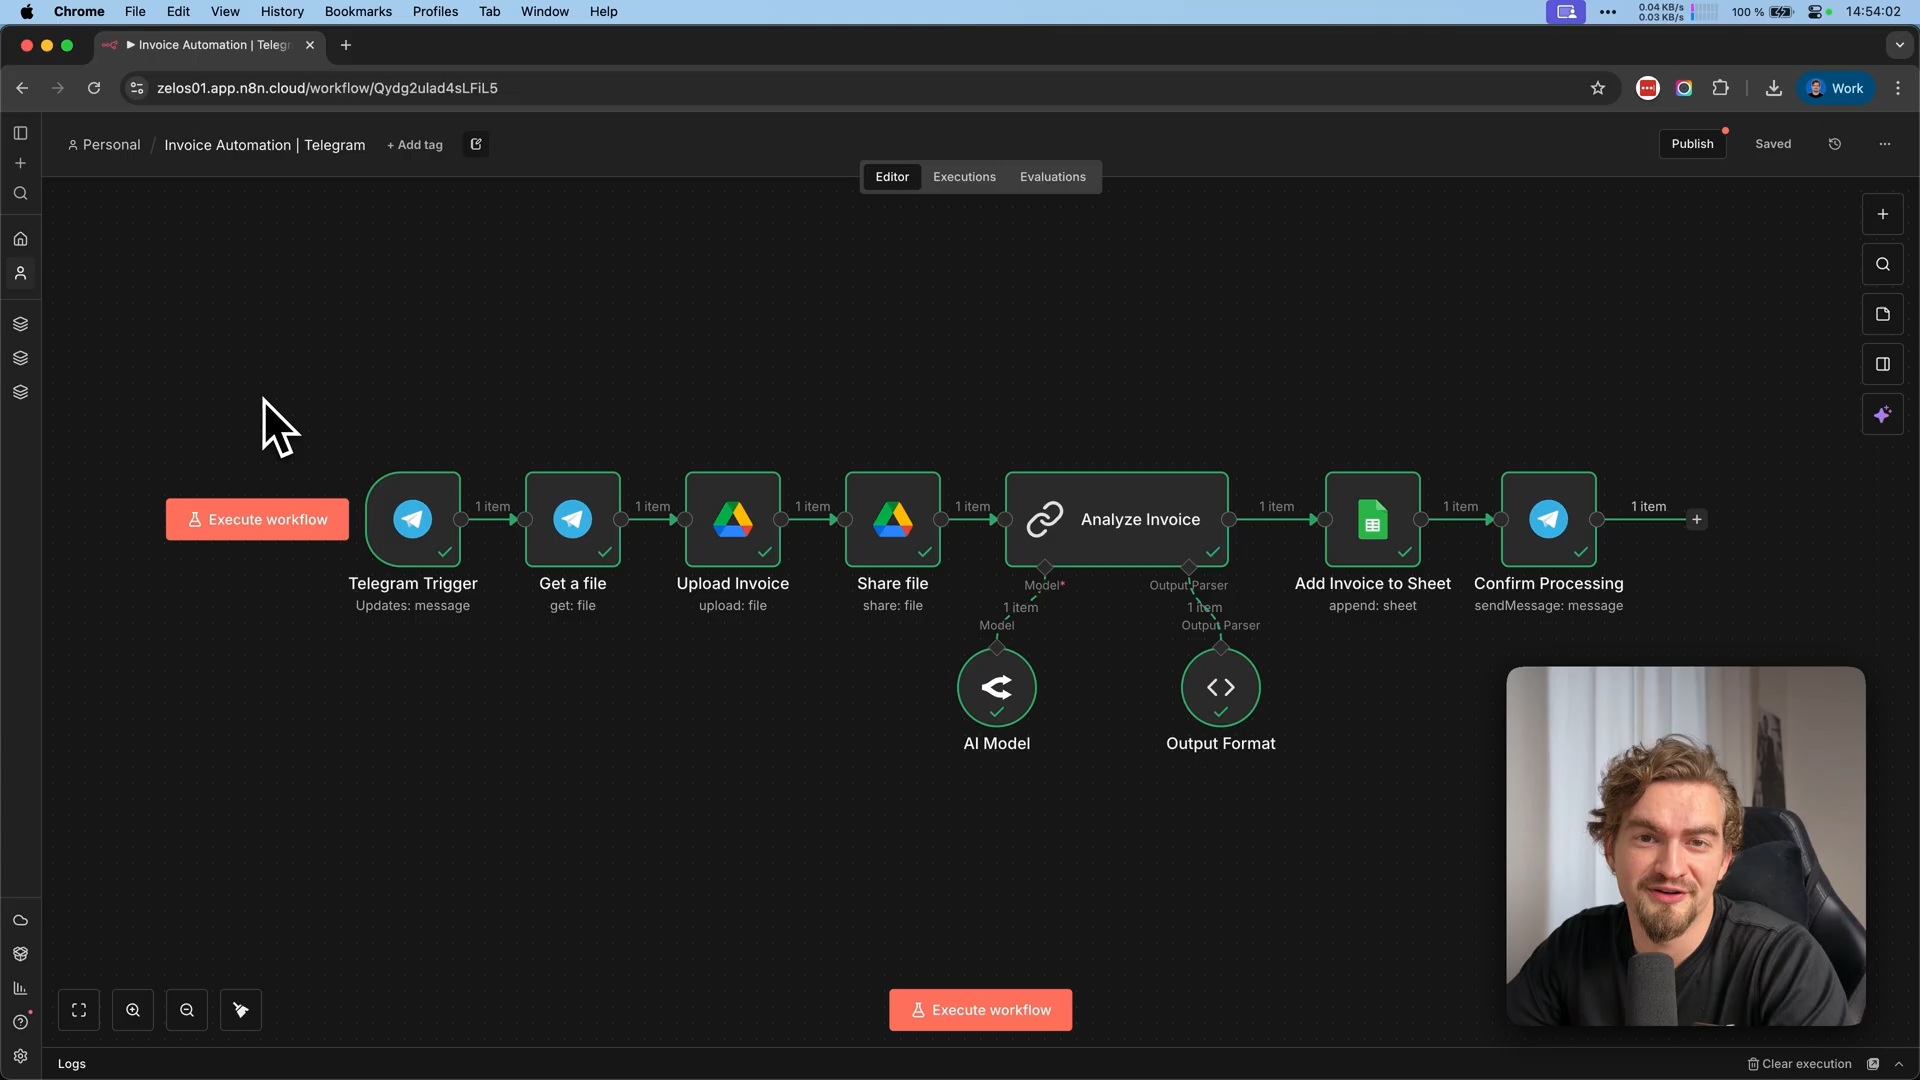 Chrome File Edit View History Bookmarks Profiles Tab Window Help
0.04 KB/s
0.03 KB/s
100 %
14:54:02
Invoice Automation | Telegr
zelos01.app.n8n.cloud/workflow/Qydg2ulad4sLFiL5
Work
Personal / Invoice Automation | Telegram + Add tag
Publish Saved
Editor Executions Evaluations
Execute workflow
1 item 1 item 1 item 1 item 1 item 1 item 1 item
Analyze Invoice
Telegram Trigger
Updates: message
Get a file
get: file
Upload Invoice
upload: file
Share file
share: file
Model*
1 item
Model
Output Parser
1 item
Output Parser
Add Invoice to Sheet
append: sheet
Confirm Processing
sendMessage: message
AI Model
Output Format
Execute workflow
Logs
Clear execution